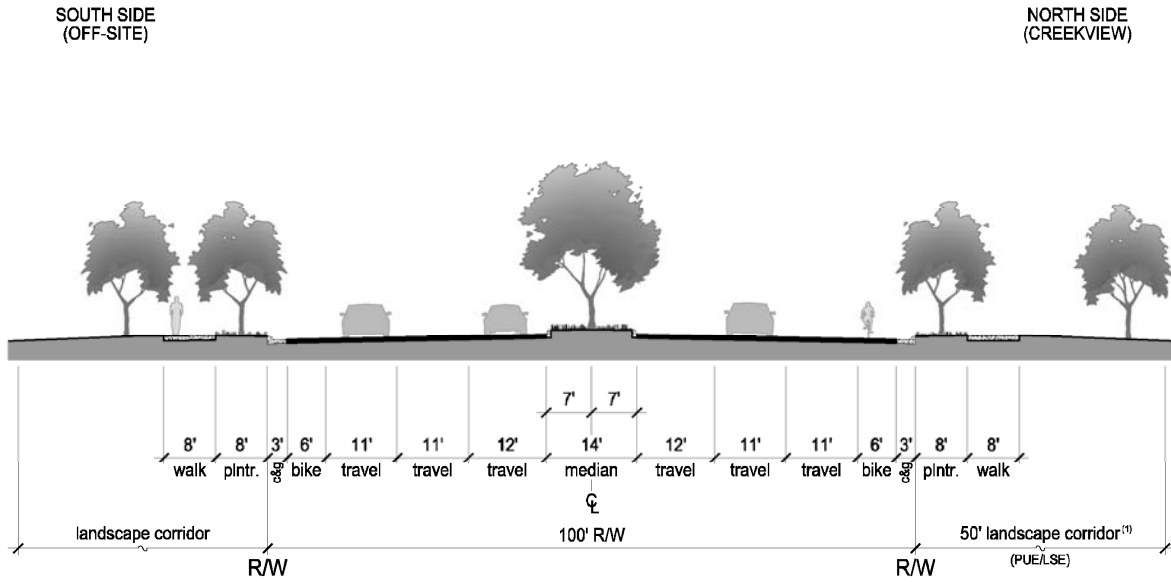 SOUTH SIDE
(OFF-SITE)
NORTH SIDE
(CREEKVIEW)
7' 7'
8' 8' 3' 6' 11' 11' 12' 14' 12' 11' 11' 6' 3' 8' 8'
walk plntr. c&g bike travel travel travel median travel travel travel bike c&g plntr. walk
CL
landscape corridor 100' R/W 50' landscape corridor (1)
(PUE/LSE)
R/W R/W